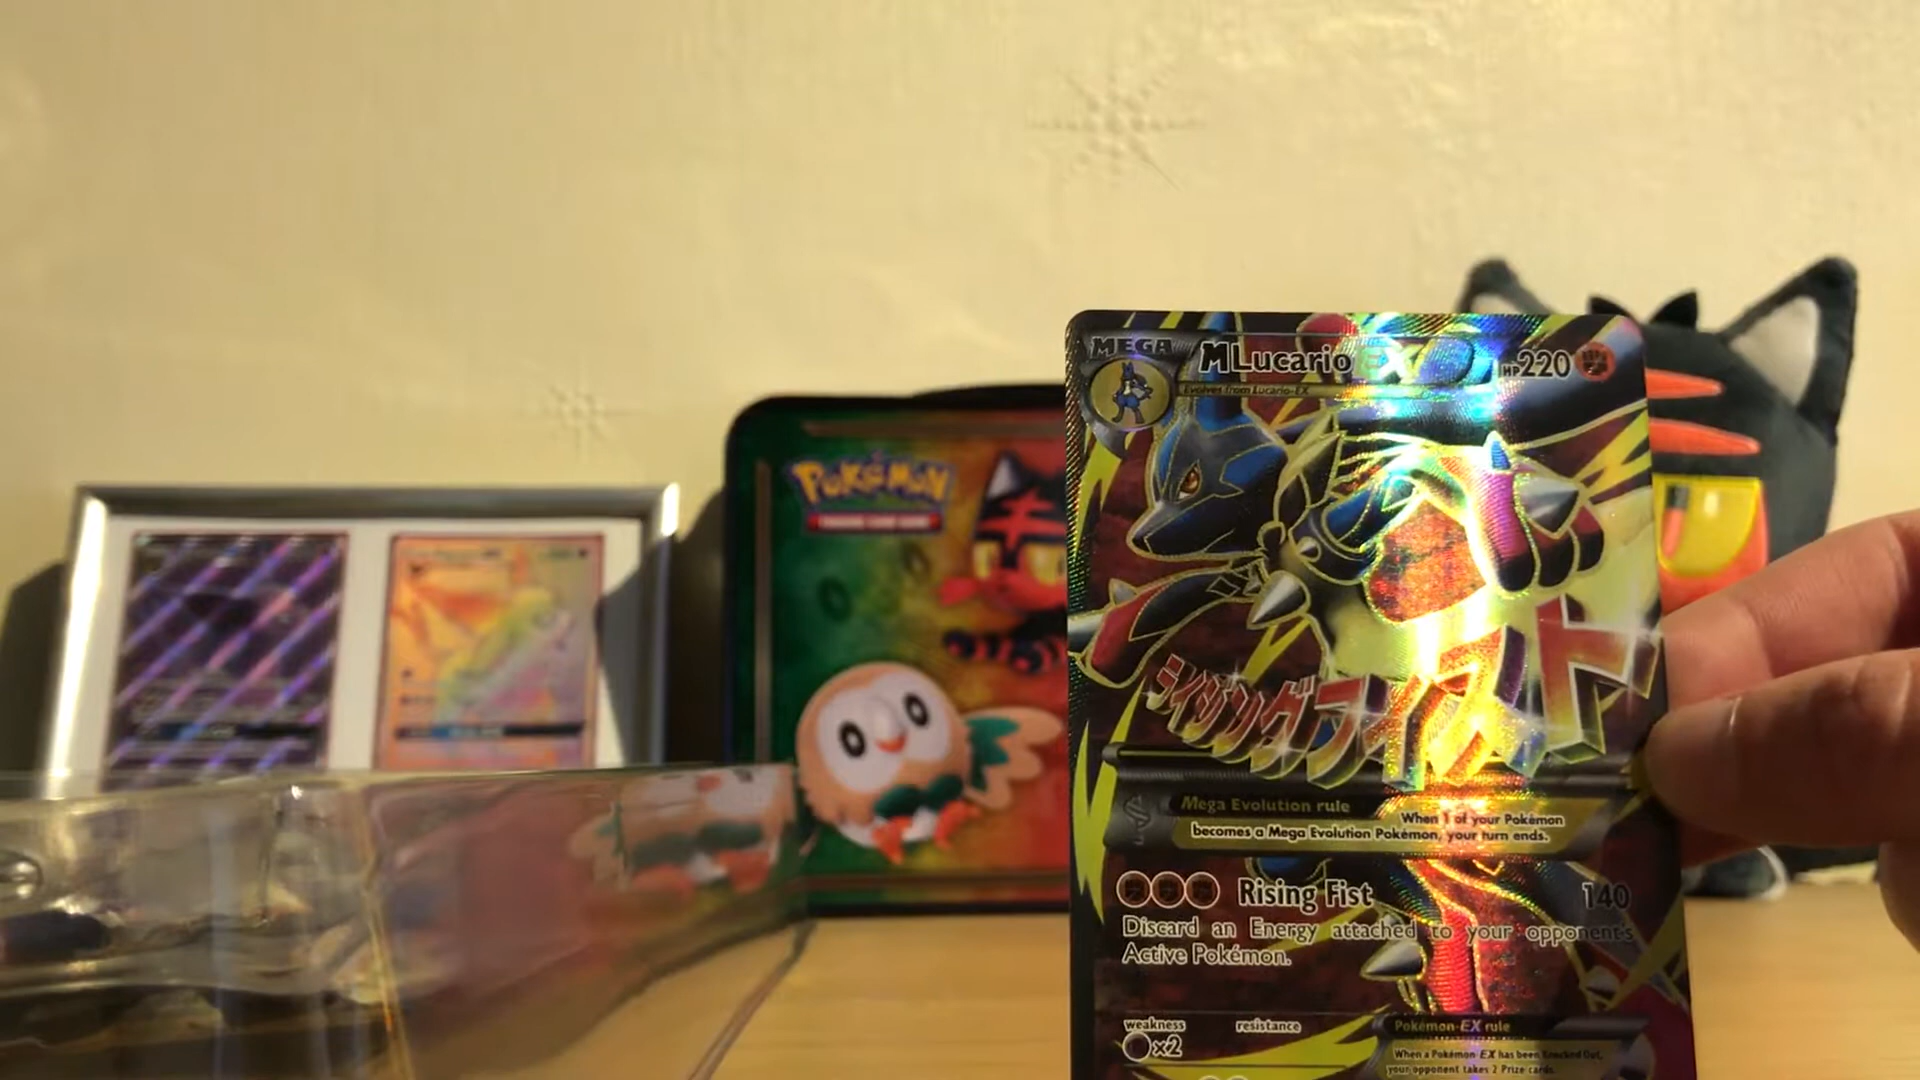 MEGA
MLucario EX HP220
Evolves from Lucario-EX
POKéMON
TRADING CARD GAME
ライジングフィスト
Mega Evolution rule
When 1 of your Pokémon
becomes a Mega Evolution Pokémon, your turn ends.
Rising Fist 140
Discard an Energy attached to your opponent's
Active Pokémon.
weakness resistance
x2
Pokémon-EX rule
When a Pokémon-EX has been Knocked Out,
your opponent takes 2 Prize cards.